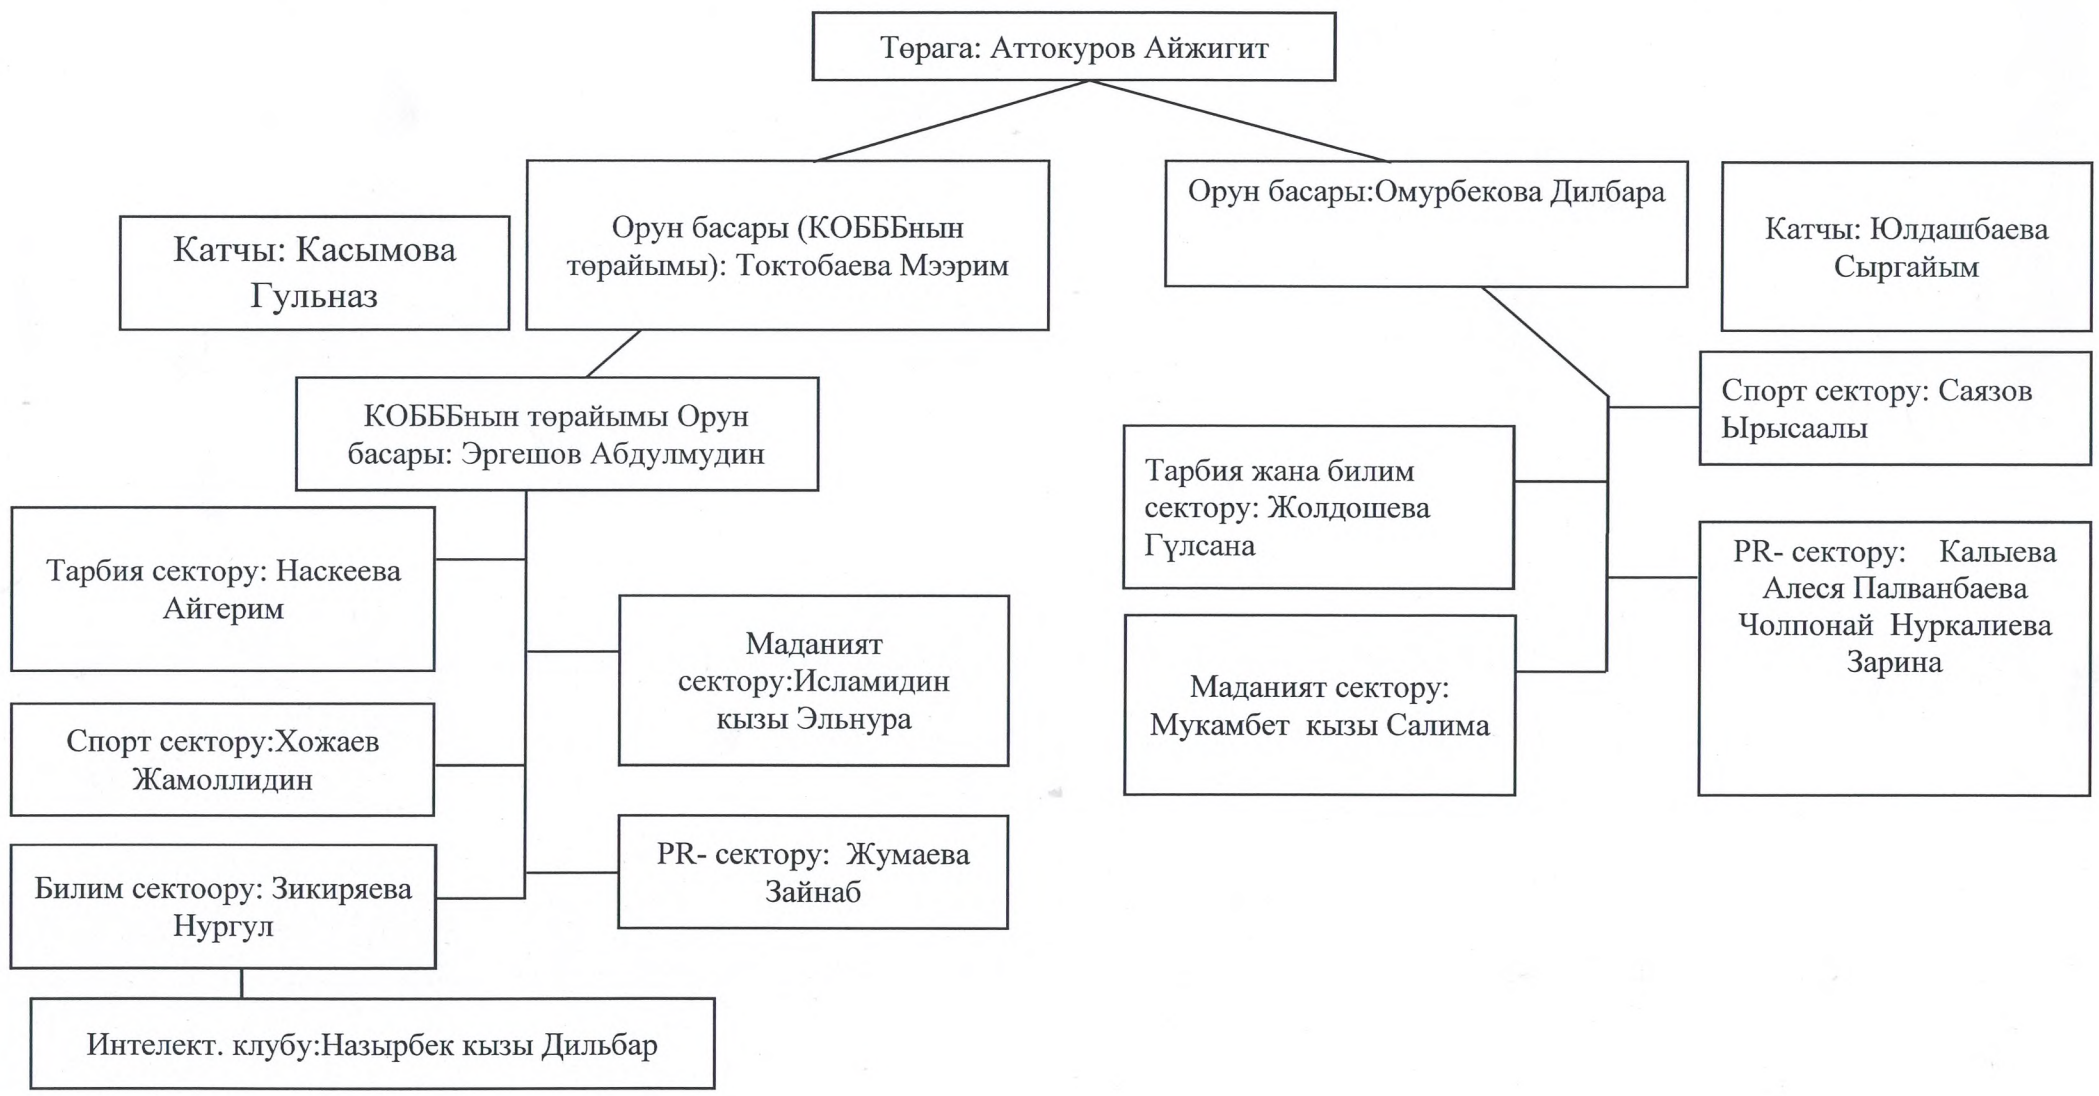 Төрага: Аттокуров Айжигит
Катчы: Касымова
Гульназ
Орун басары (КОБББнын
төрайымы): Токтобаева Мээрим
Орун басары:Омурбекова Дилбара
Катчы: Юлдашбаева
Сыргайым
КОБББнын төрайымы Орун
басары: Эргешов Абдулмудин
Тарбия сектору: Наскеева
Айгерим
Маданият
сектору:Исламидин
кызы Эльнура
Спорт сектору:Хожаев
Жамоллидин
PR- сектору:  Жумаева
Зайнаб
Билим сектоору: Зикиряева
Нургул
Интелект. клубу:Назырбек кызы Дильбар
Спорт сектору: Саязов
Ырысаалы
Тарбия жана билим
сектору: Жолдошева
Гүлсана
PR- сектору:    Калыева
Алеся Палванбаева
Чолпонай  Нуркалиева
Зарина
Маданият сектору:
Мукамбет  кызы Салима